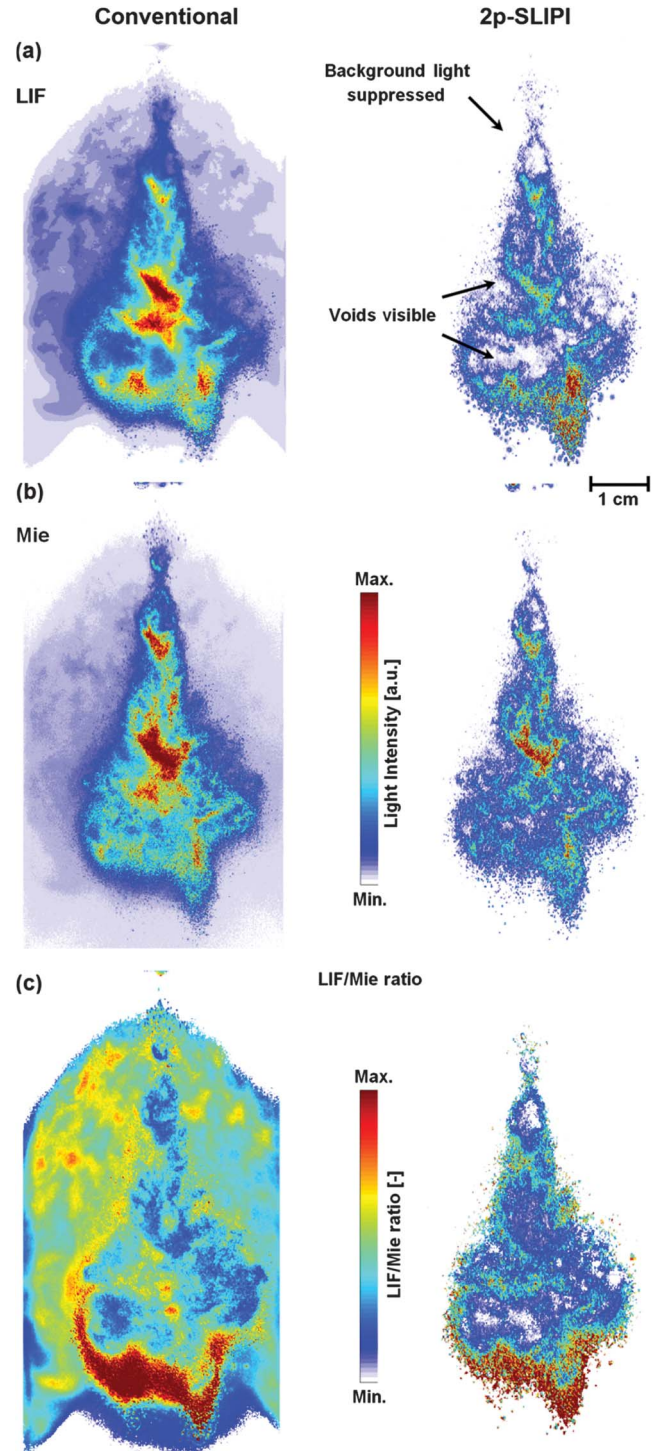 Conventional
2p-SLIPI
(a)
LIF
Background light
suppressed
Voids visible
1 cm
(b)
Mie
Max.
Light Intensity [a.u.]
Min.
(c)
LIF/Mie ratio
Max.
LIF/Mie ratio [-]
Min.